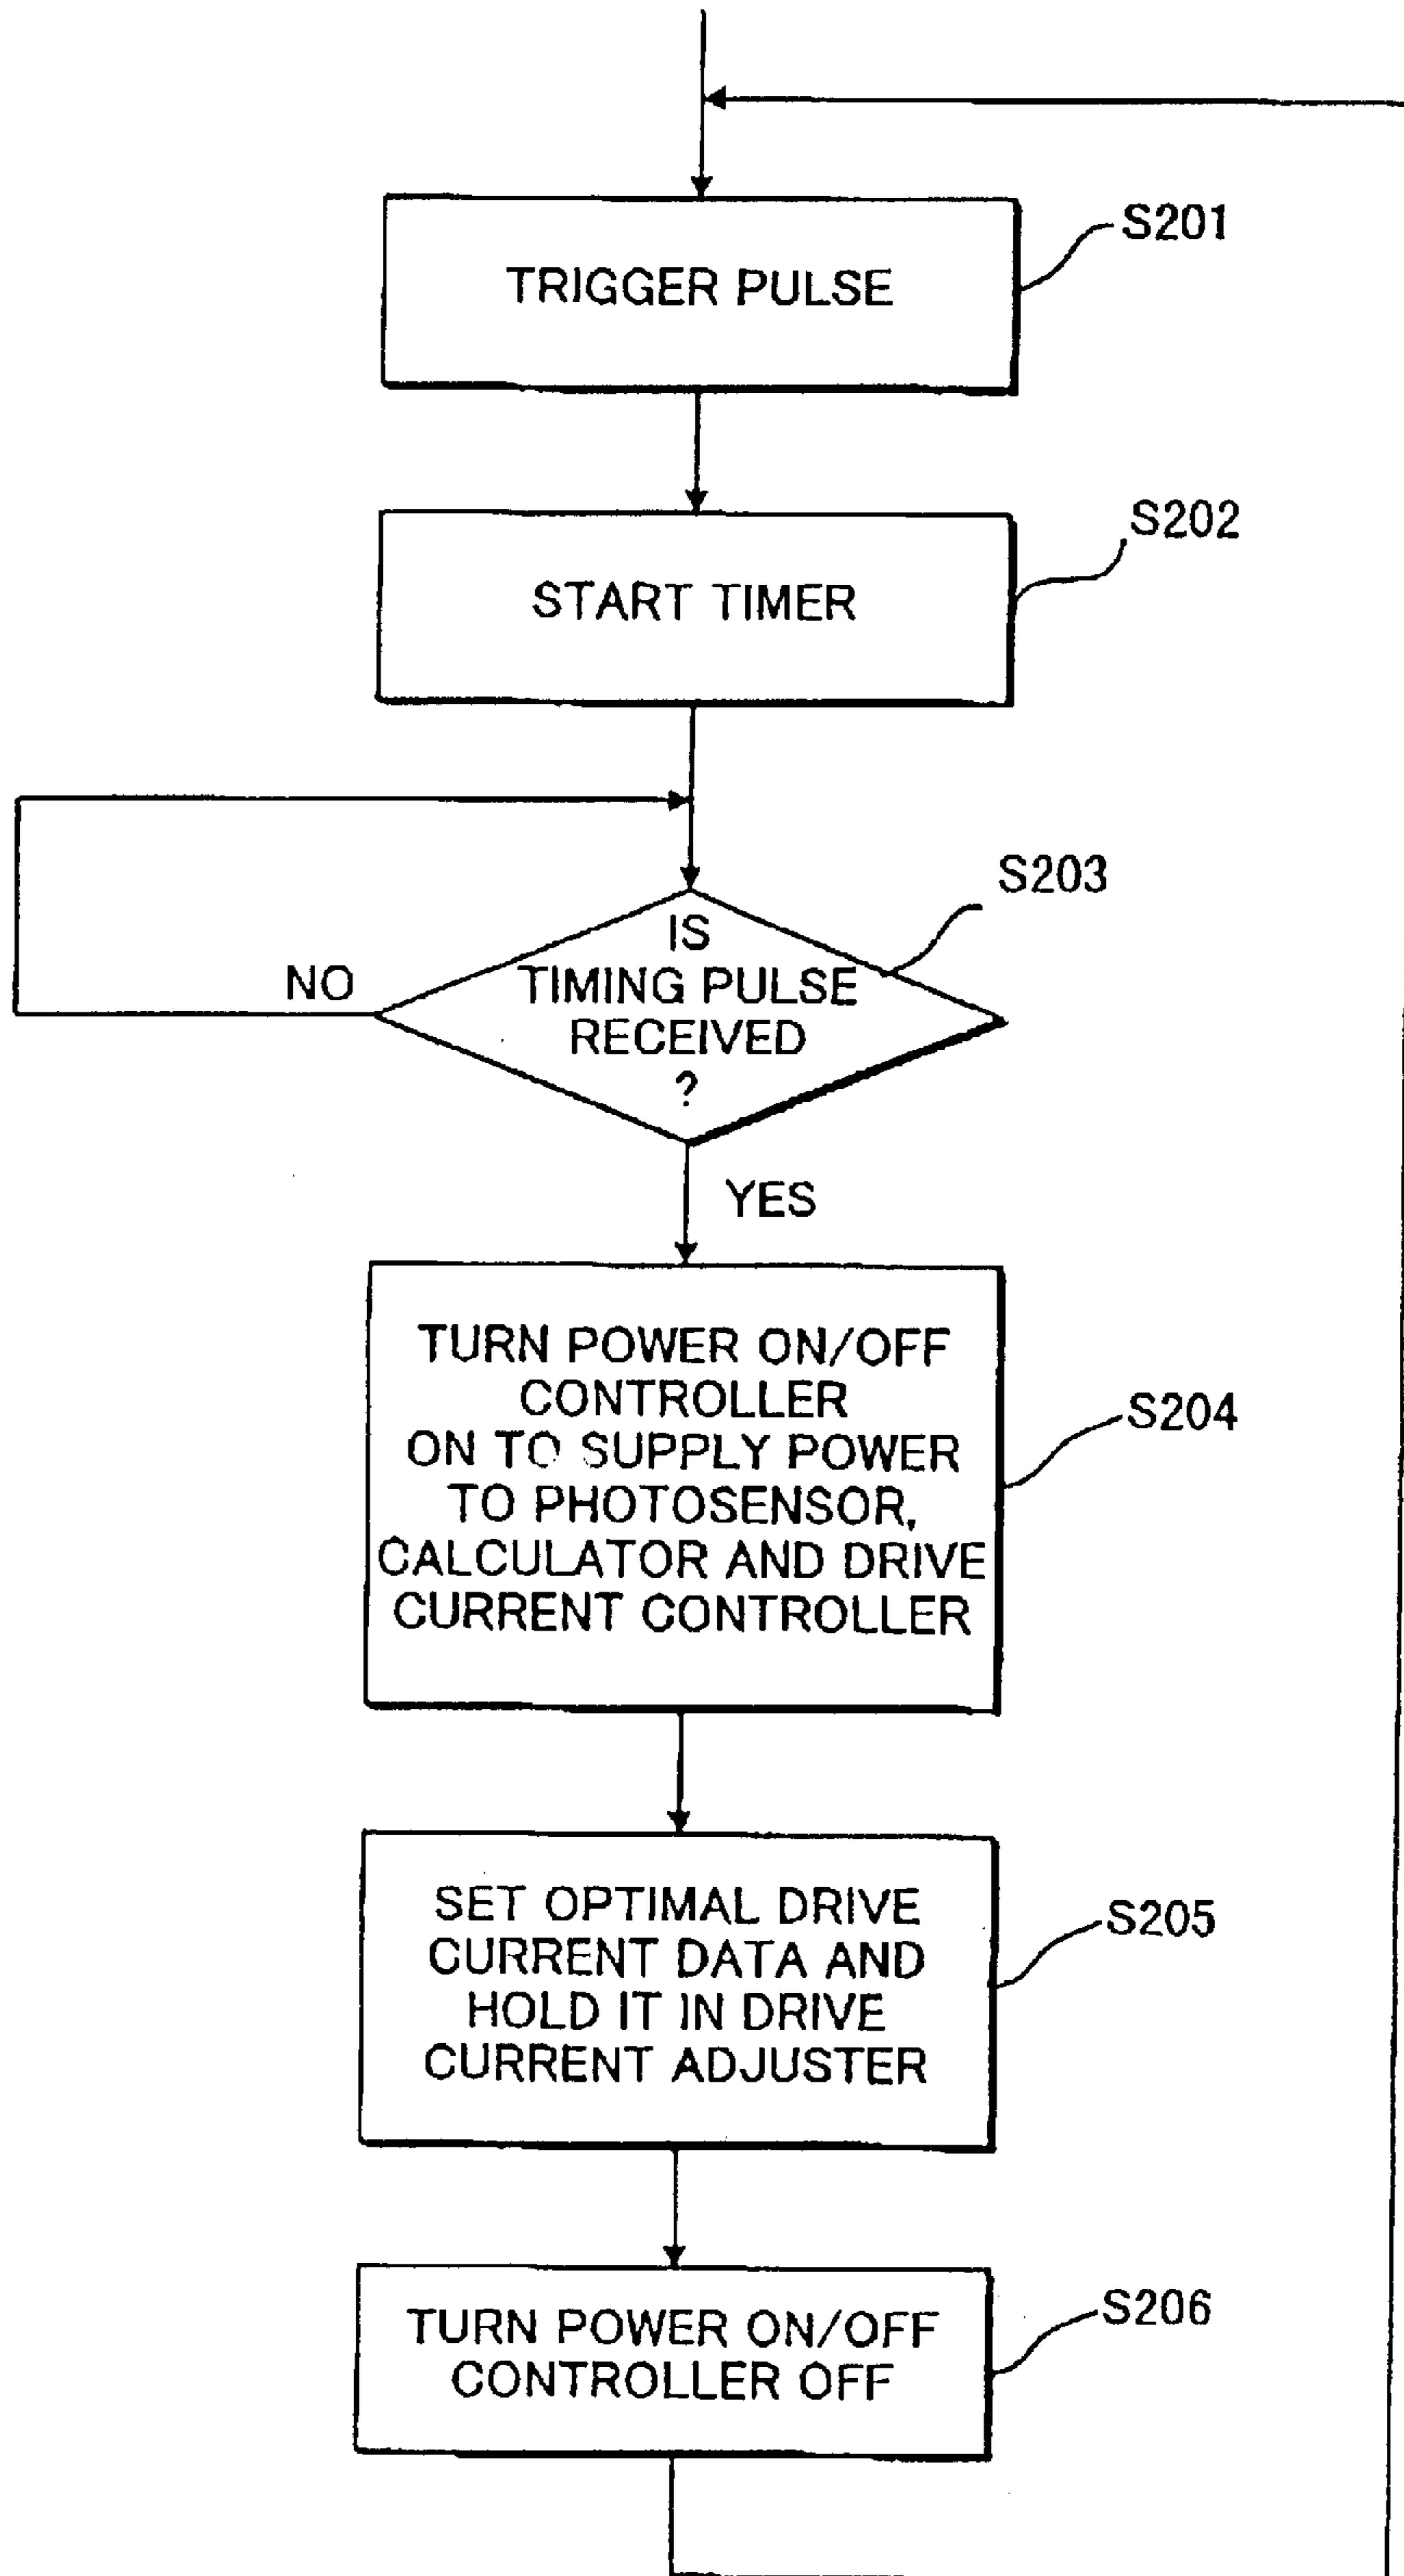 S201
TRIGGER PULSE
S202
START TIMER
S203
IS
TIMING PULSE
RECEIVED
?
NO
YES
TURN POWER ON/OFF
CONTROLLER
ON TO SUPPLY POWER
TO PHOTOSENSOR,
CALCULATOR AND DRIVE
CURRENT CONTROLLER
S204
SET OPTIMAL DRIVE
CURRENT DATA AND
HOLD IT IN DRIVE
CURRENT ADJUSTER
S205
TURN POWER ON/OFF
CONTROLLER OFF
S206